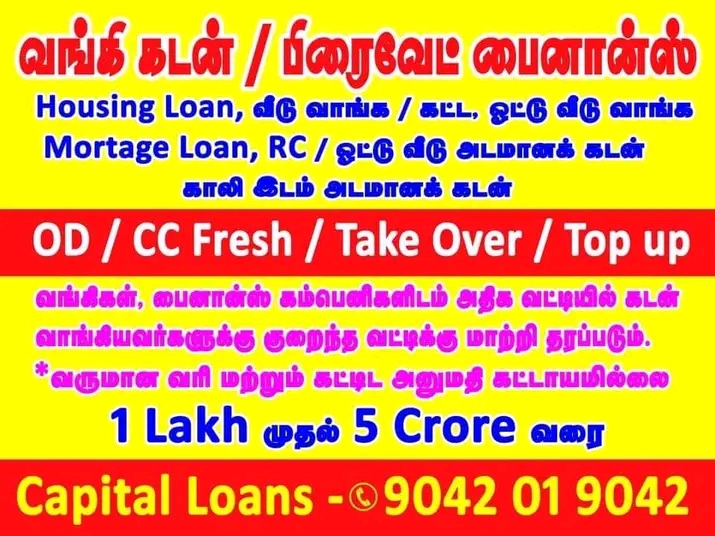 வங்கி கடன் / பிரைவேட் பைனான்ஸ்
Housing Loan, வீடு வாங்க / கட்ட, ஓட்டு வீடு வாங்க
Mortage Loan, RC / ஓட்டு வீடு அடமானக் கடன்
காலி இடம் அடமானக் கடன்
OD / CC Fresh / Take Over / Top up
வங்கிகள், பைனான்ஸ் கம்பெனிகளிடம் அதிக வட்டியில் கடன்
வாங்கியவர்களுக்கு குறைந்த வட்டிக்கு மாற்றி தரப்படும்.
*வருமான வரி மற்றும் கட்டிட அனுமதி கட்டாயமில்லை
1 Lakh முதல் 5 Crore வரை
Capital Loans - 9042 01 9042